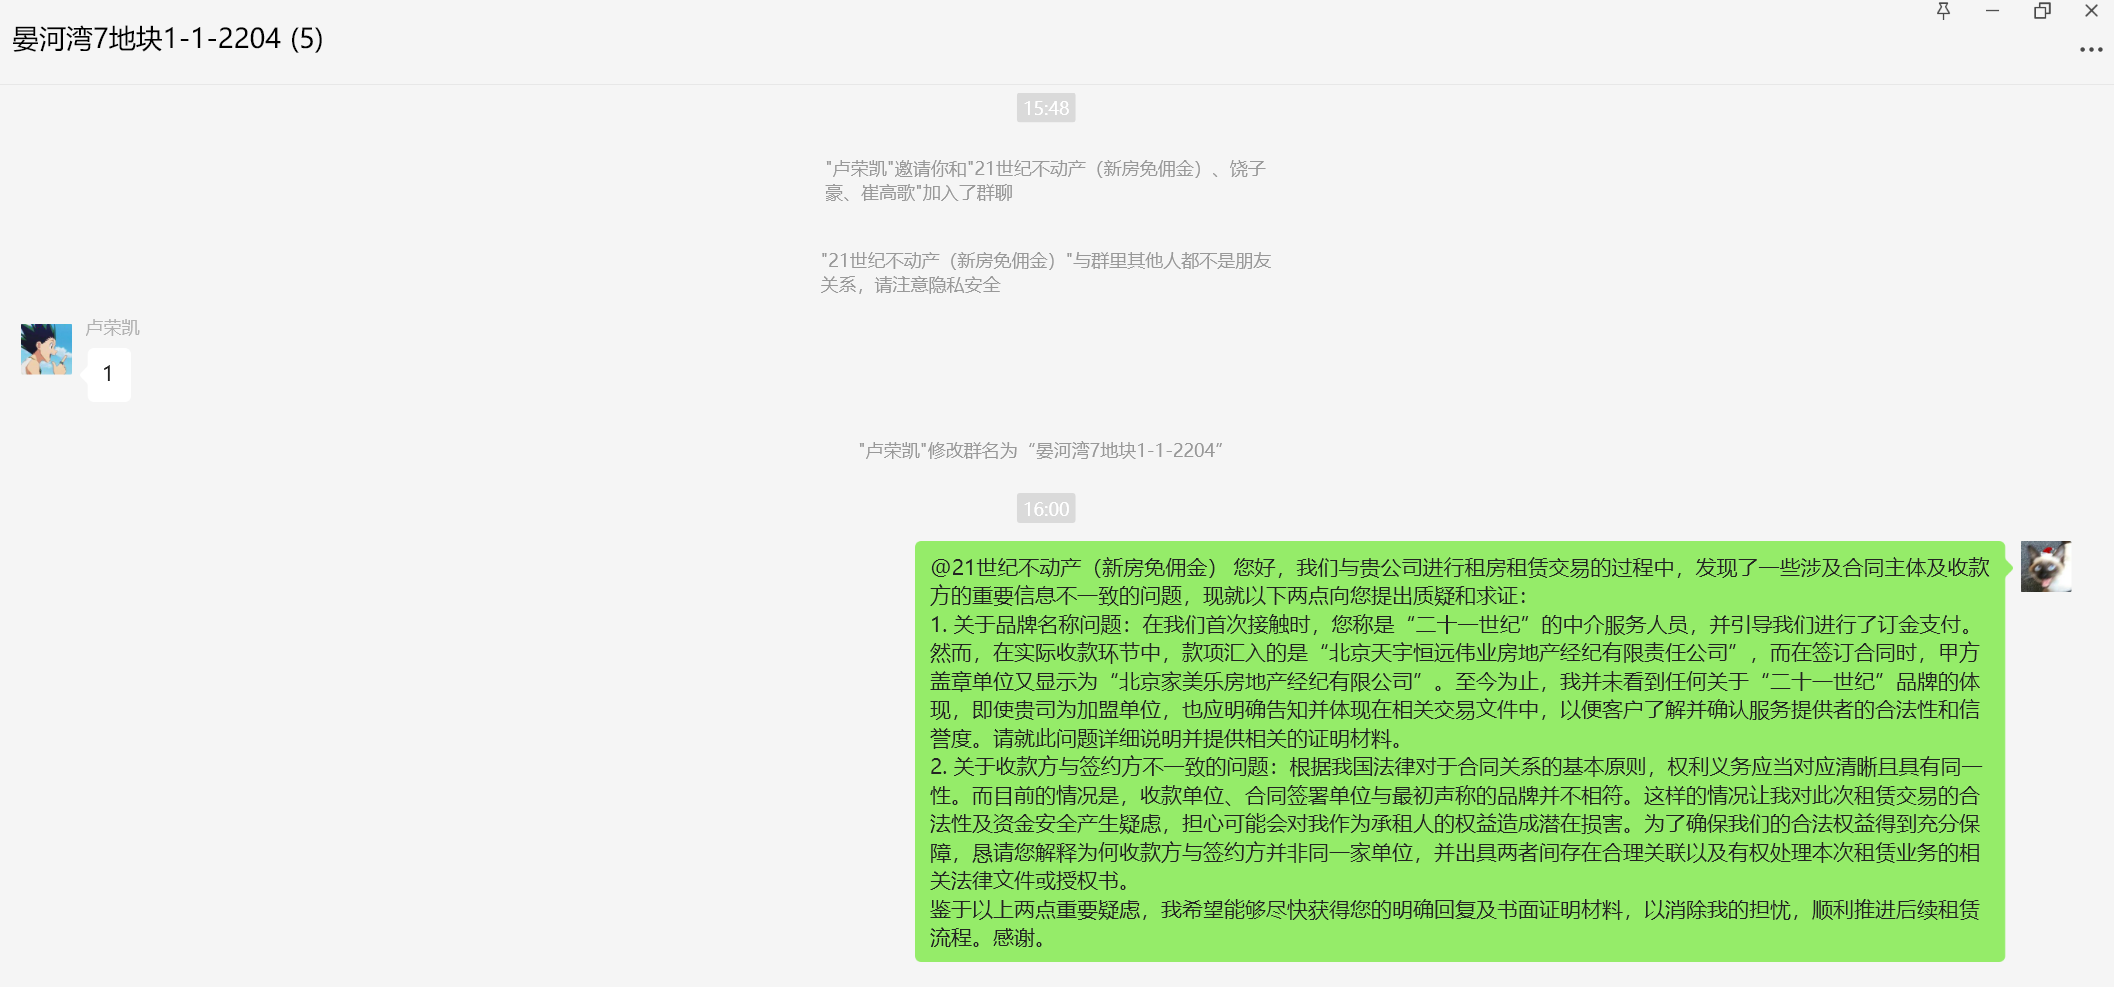 晏河湾7地块1-1-2204 (5)
15:48
"卢荣凯"邀请你和"21世纪不动产（新房免佣金）、饶子
豪、崔高歌"加入了群聊
"21世纪不动产（新房免佣金）"与群里其他人都不是朋友
关系，请注意隐私安全
卢荣凯
1
"卢荣凯"修改群名为“晏河湾7地块1-1-2204”
16:00
@21世纪不动产（新房免佣金） 您好，我们与贵公司进行租房租赁交易的过程中，发现了一些涉及合同主体及收款
方的重要信息不一致的问题，现就以下两点向您提出质疑和求证：
1. 关于品牌名称问题：在我们首次接触时，您称是“二十一世纪”的中介服务人员，并引导我们进行了订金支付。
然而，在实际收款环节中，款项汇入的是“北京天宇恒远伟业房地产经纪有限责任公司”，而在签订合同时，甲方
盖章单位又显示为“北京家美乐房地产经纪有限公司”。至今为止，我并未看到任何关于“二十一世纪”品牌的体
现，即使贵司为加盟单位，也应明确告知并体现在相关交易文件中，以便客户了解并确认服务提供者的合法性和信
誉度。请就此问题详细说明并提供相关的证明材料。
2. 关于收款方与签约方不一致的问题：根据我国法律对于合同关系的基本原则，权利义务应当对应清晰且具有同一
性。而目前的情况是，收款单位、合同签署单位与最初声称的品牌并不相符。这样的情况让我对此次租赁交易的合
法性及资金安全产生疑虑，担心可能会对我作为承租人的权益造成潜在损害。为了确保我们的合法权益得到充分保
障，恳请您解释为何收款方与签约方并非同一家单位，并出具两者间存在合理关联以及有权处理本次租赁业务的相
关法律文件或授权书。
鉴于以上两点重要疑虑，我希望能够尽快获得您的明确回复及书面证明材料，以消除我的担忧，顺利推进后续租赁
流程。感谢。